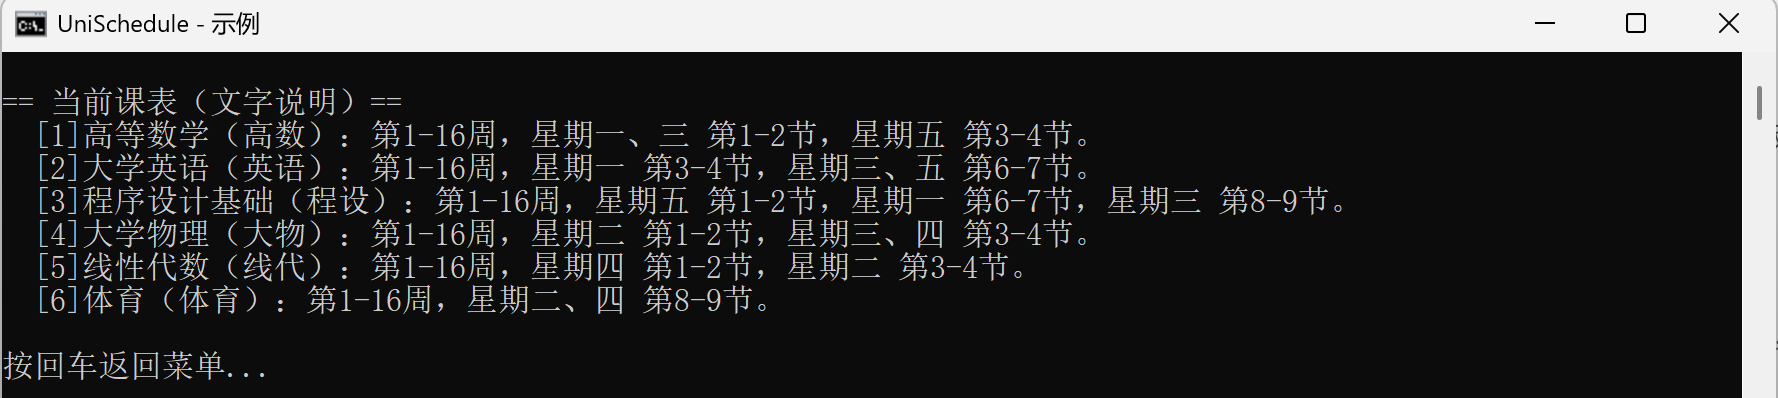 UniSchedule - 示例
== 当前课表（文字说明）==
[1]高等数学（高数）：第1-16周，星期一、三 第1-2节，星期五 第3-4节。
[2]大学英语（英语）：第1-16周，星期一 第3-4节，星期三、五 第6-7节。
[3]程序设计基础（程设）：第1-16周，星期五 第1-2节，星期一 第6-7节，星期三 第8-9节。
[4]大学物理（大物）：第1-16周，星期二 第1-2节，星期三、四 第3-4节。
[5]线性代数（线代）：第1-16周，星期四 第1-2节，星期二 第3-4节。
[6]体育（体育）：第1-16周，星期二、四 第8-9节。
按回车返回菜单...